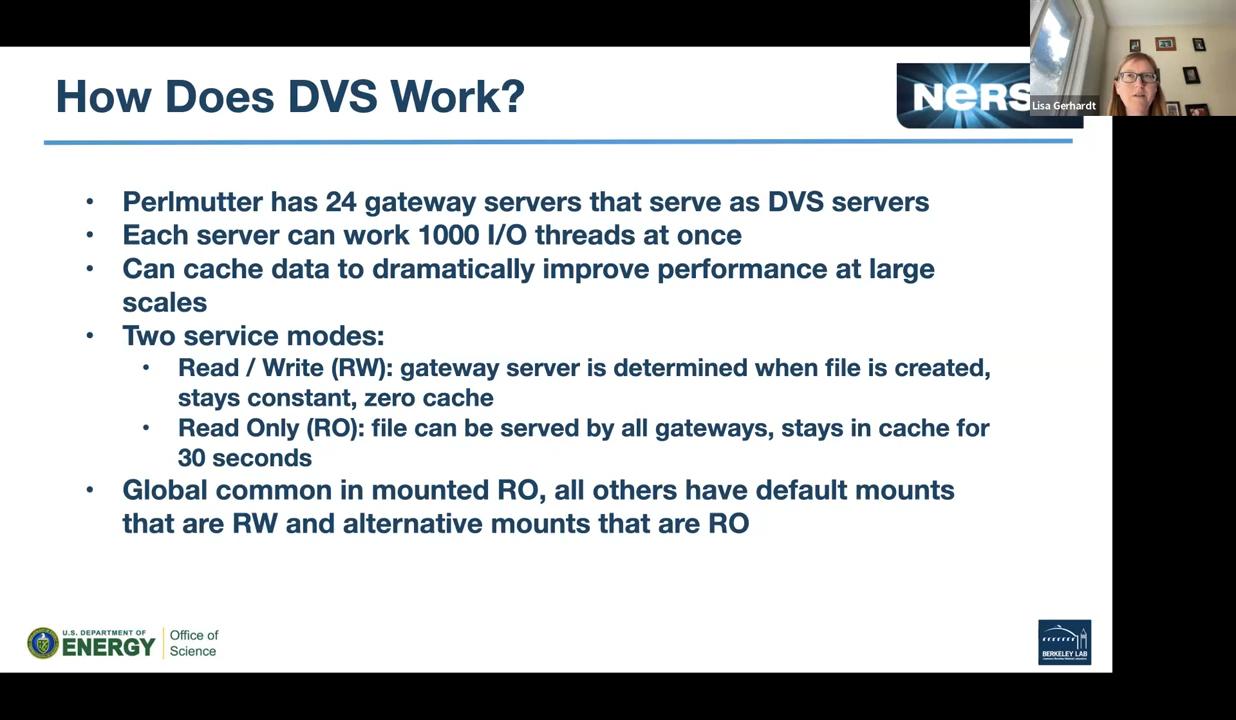 How Does DVS Work?
NERS
Lisa Gerhardt
• Perlmutter has 24 gateway servers that serve as DVS servers
• Each server can work 1000 I/O threads at once
• Can cache data to dramatically improve performance at large
scales
• Two service modes:
• Read / Write (RW): gateway server is determined when file is created,
stays constant, zero cache
• Read Only (RO): file can be served by all gateways, stays in cache for
30 seconds
• Global common in mounted RO, all others have default mounts
that are RW and alternative mounts that are RO
U.S. DEPARTMENT OF
ENERGY
Office of
Science
BERKELEY LAB